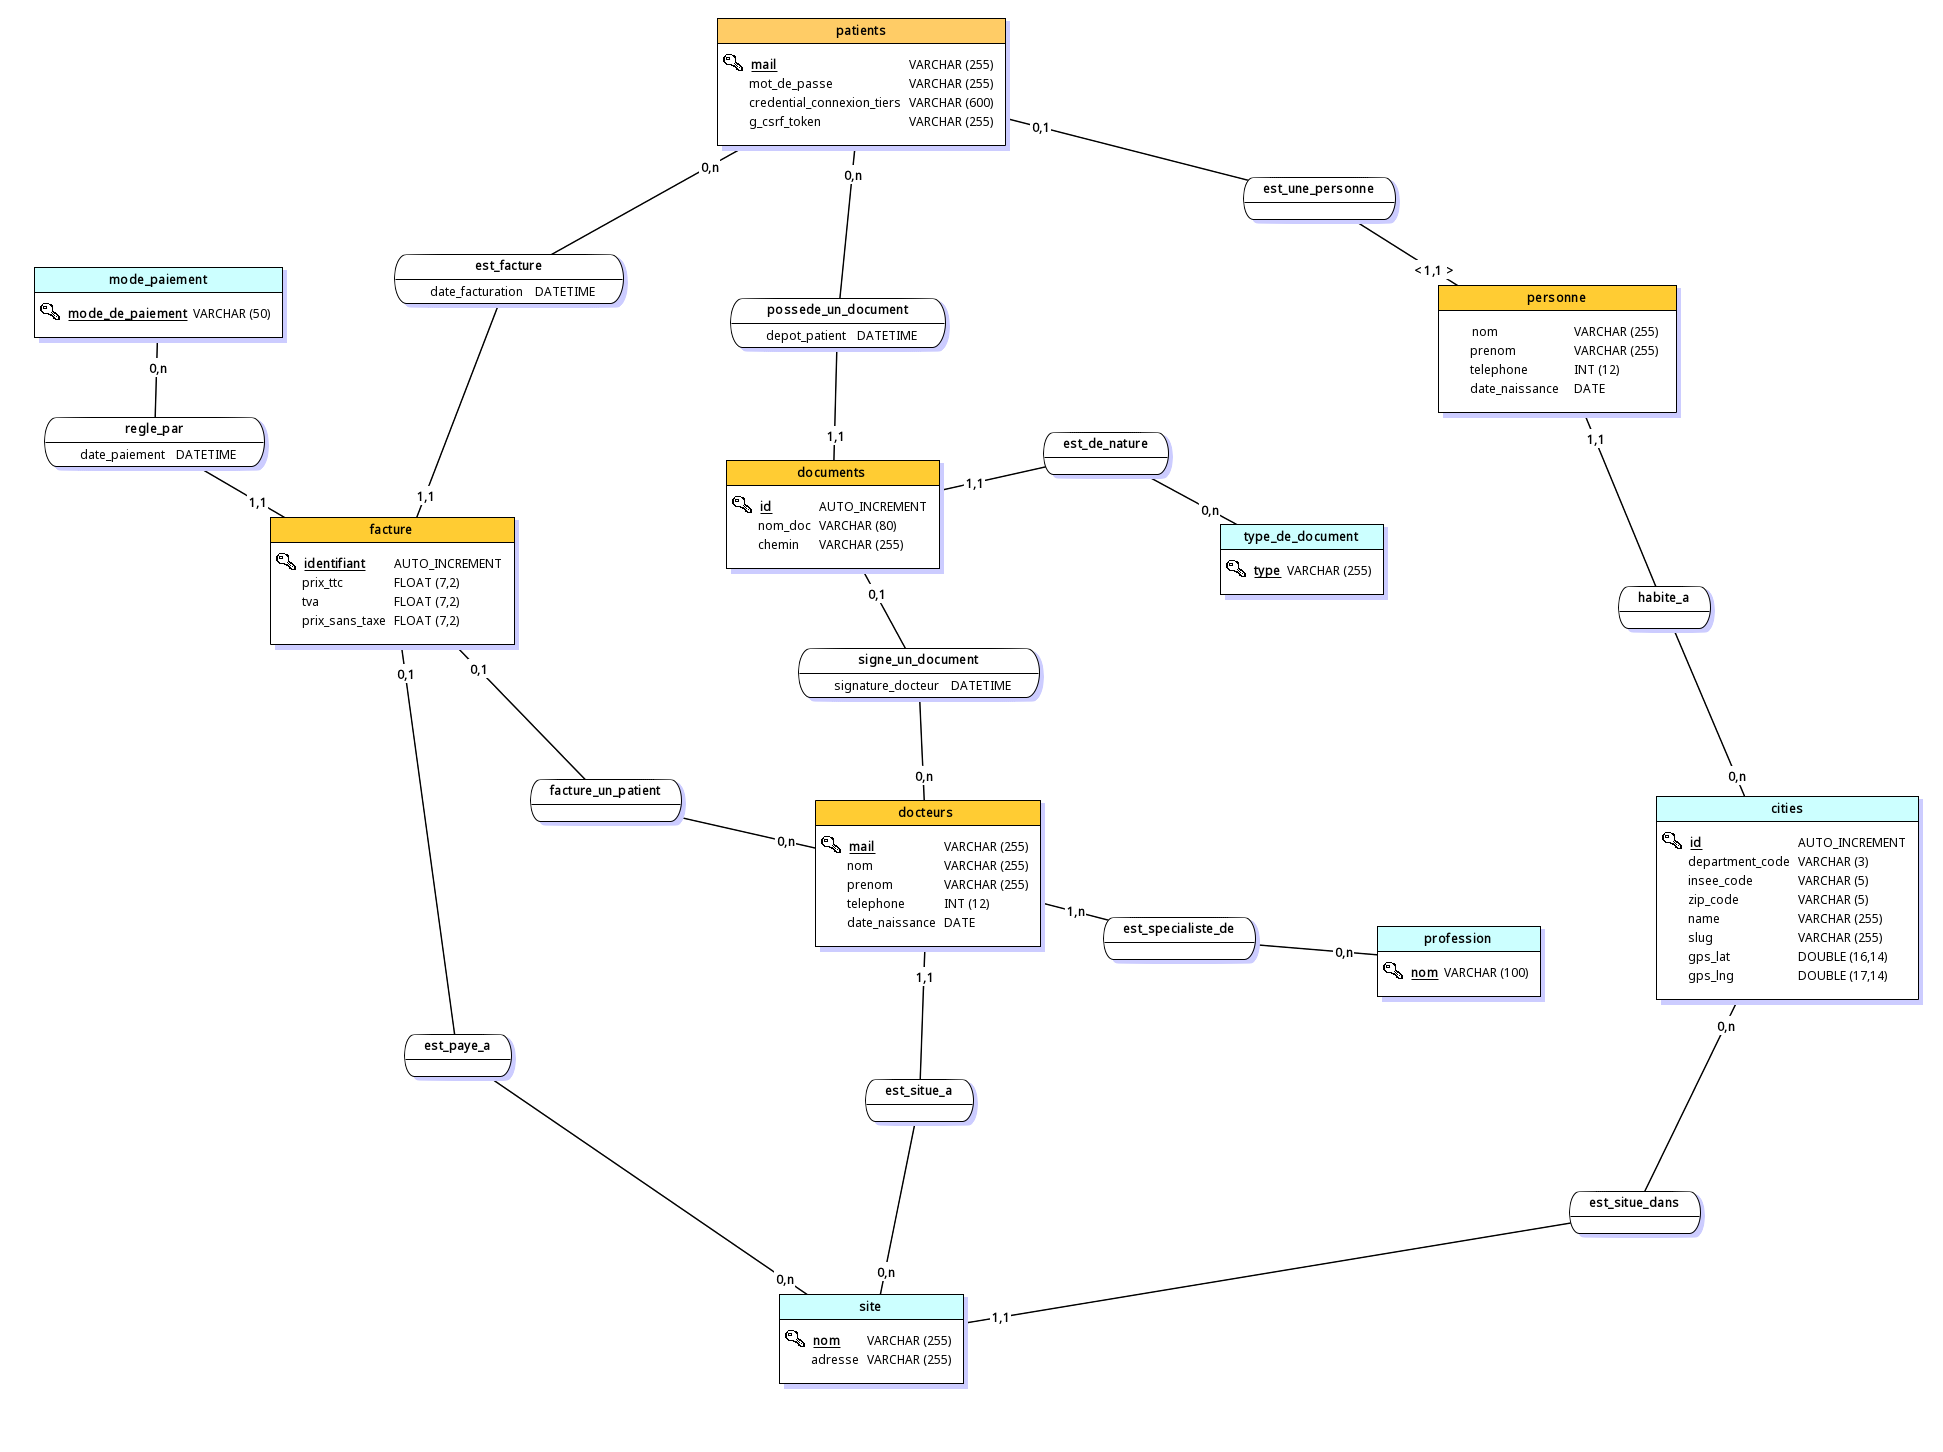 patients
mail VARCHAR (255)
mot_de_passe VARCHAR (255)
credential_connexion_tiers VARCHAR (600)
g_csrf_token VARCHAR (255)
0,1
0,n
0,n
est_une_personne
< 1,1 >
est_facture
date_facturation DATETIME
mode_paiement
mode_de_paiement VARCHAR (50)
possede_un_document
depot_patient DATETIME
personne
nom VARCHAR (255)
prenom VARCHAR (255)
telephone INT (12)
date_naissance DATE
0,n
regle_par
date_paiement DATETIME
1,1
1,1
1,1
1,1
est_de_nature
1,1
0,n
documents
id AUTO_INCREMENT
nom_doc VARCHAR (80)
chemin VARCHAR (255)
type_de_document
type VARCHAR (255)
facture
identifiant AUTO_INCREMENT
prix_ttc FLOAT (7,2)
tva FLOAT (7,2)
prix_sans_taxe FLOAT (7,2)
0,1
habite_a
0,1
0,1
signe_un_document
signature_docteur DATETIME
0,n
0,n
facture_un_patient
0,n
docteurs
mail VARCHAR (255)
nom VARCHAR (255)
prenom VARCHAR (255)
telephone INT (12)
date_naissance DATE
cities
id AUTO_INCREMENT
department_code VARCHAR (3)
insee_code VARCHAR (5)
zip_code VARCHAR (5)
name VARCHAR (255)
slug VARCHAR (255)
gps_lat DOUBLE (16,14)
gps_lng DOUBLE (17,14)
1,n
est_specialiste_de
0,n
profession
nom VARCHAR (100)
1,1
0,n
est_paye_a
est_situe_a
est_situe_dans
0,n
0,n
1,1
site
nom VARCHAR (255)
adresse VARCHAR (255)